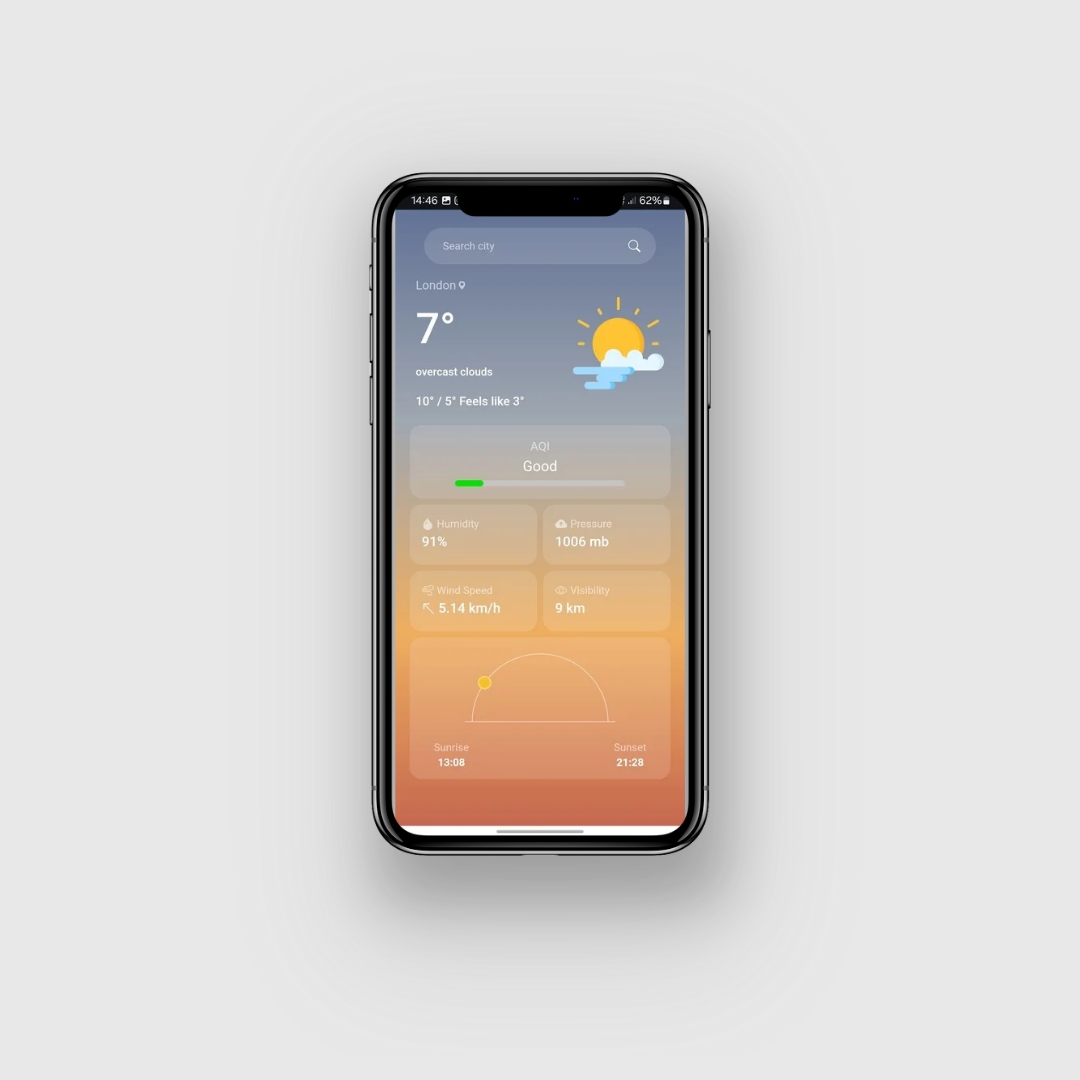 14:46 62%
Search city
London
7°
overcast clouds
10° / 5° Feels like 3°
AQI
Good
Humidity Pressure
91% 1006 mb
Wind Speed Visibility
5.14 km/h 9 km
Sunrise Sunset
13:08 21:28